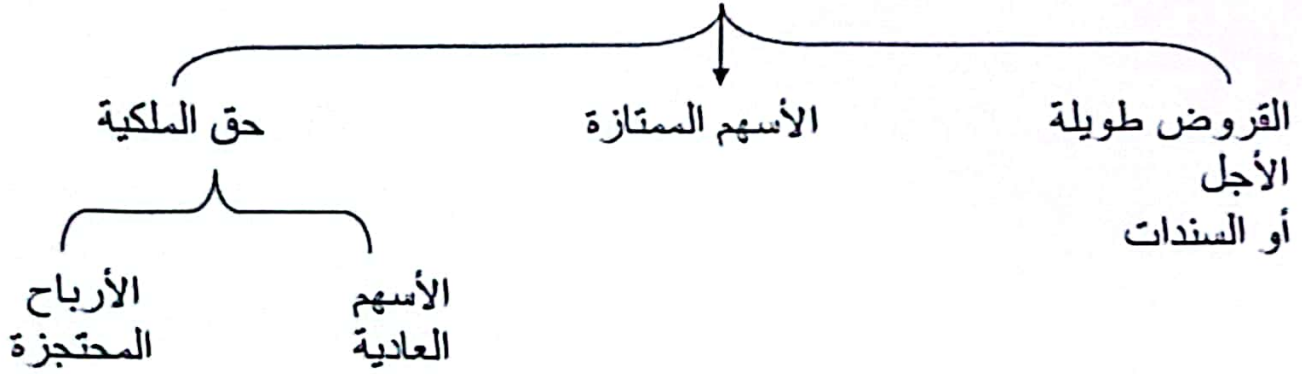 القروض طويلة
الأجل
أو السندات
الأسهم الممتازة
حق الملكية
الأسهم
العادية
الأرباح
المحتجزة